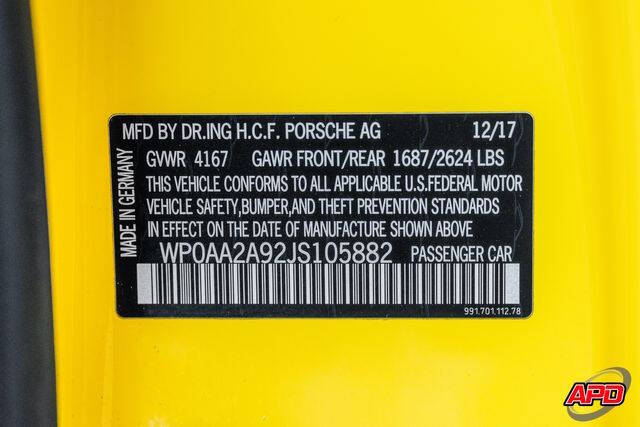 MFD BY DR.ING H.C.F. PORSCHE AG 12/17
GVWR 4167 GAWR FRONT/REAR 1687/2624 LBS
THIS VEHICLE CONFORMS TO ALL APPLICABLE U.S.FEDERAL MOTOR
VEHICLE SAFETY,BUMPER,AND THEFT PREVENTION STANDARDS
IN EFFECT ON THE DATE OF MANUFACTURE SHOWN ABOVE
WP0AA2A92JS105882 PASSENGER CAR
MADE IN GERMANY
991.701.112.78
APD